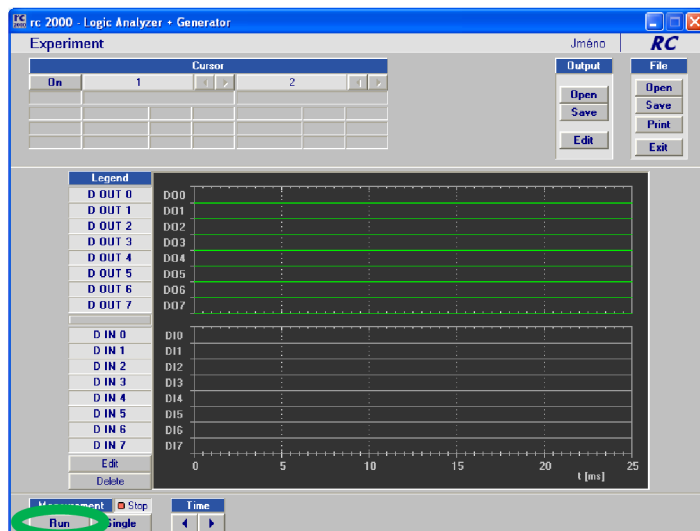 rc 2000 - Logic Analyzer + Generator
Experiment
Jméno
RC
Cursor
On 1 2
Output
Open
Save
Edit
File
Open
Save
Print
Exit
Legend
D OUT 0
D OUT 1
D OUT 2
D OUT 3
D OUT 4
D OUT 5
D OUT 6
D OUT 7
D IN 0
D IN 1
D IN 2
D IN 3
D IN 4
D IN 5
D IN 6
D IN 7
Edit
Delete
DO0
DO1
DO2
DO3
DO4
DO5
DO6
DO7
DI0
DI1
DI2
DI3
DI4
DI5
DI6
DI7
0 5 10 15 20 25
t [ms]
Measurement Stop
Run Single
Time